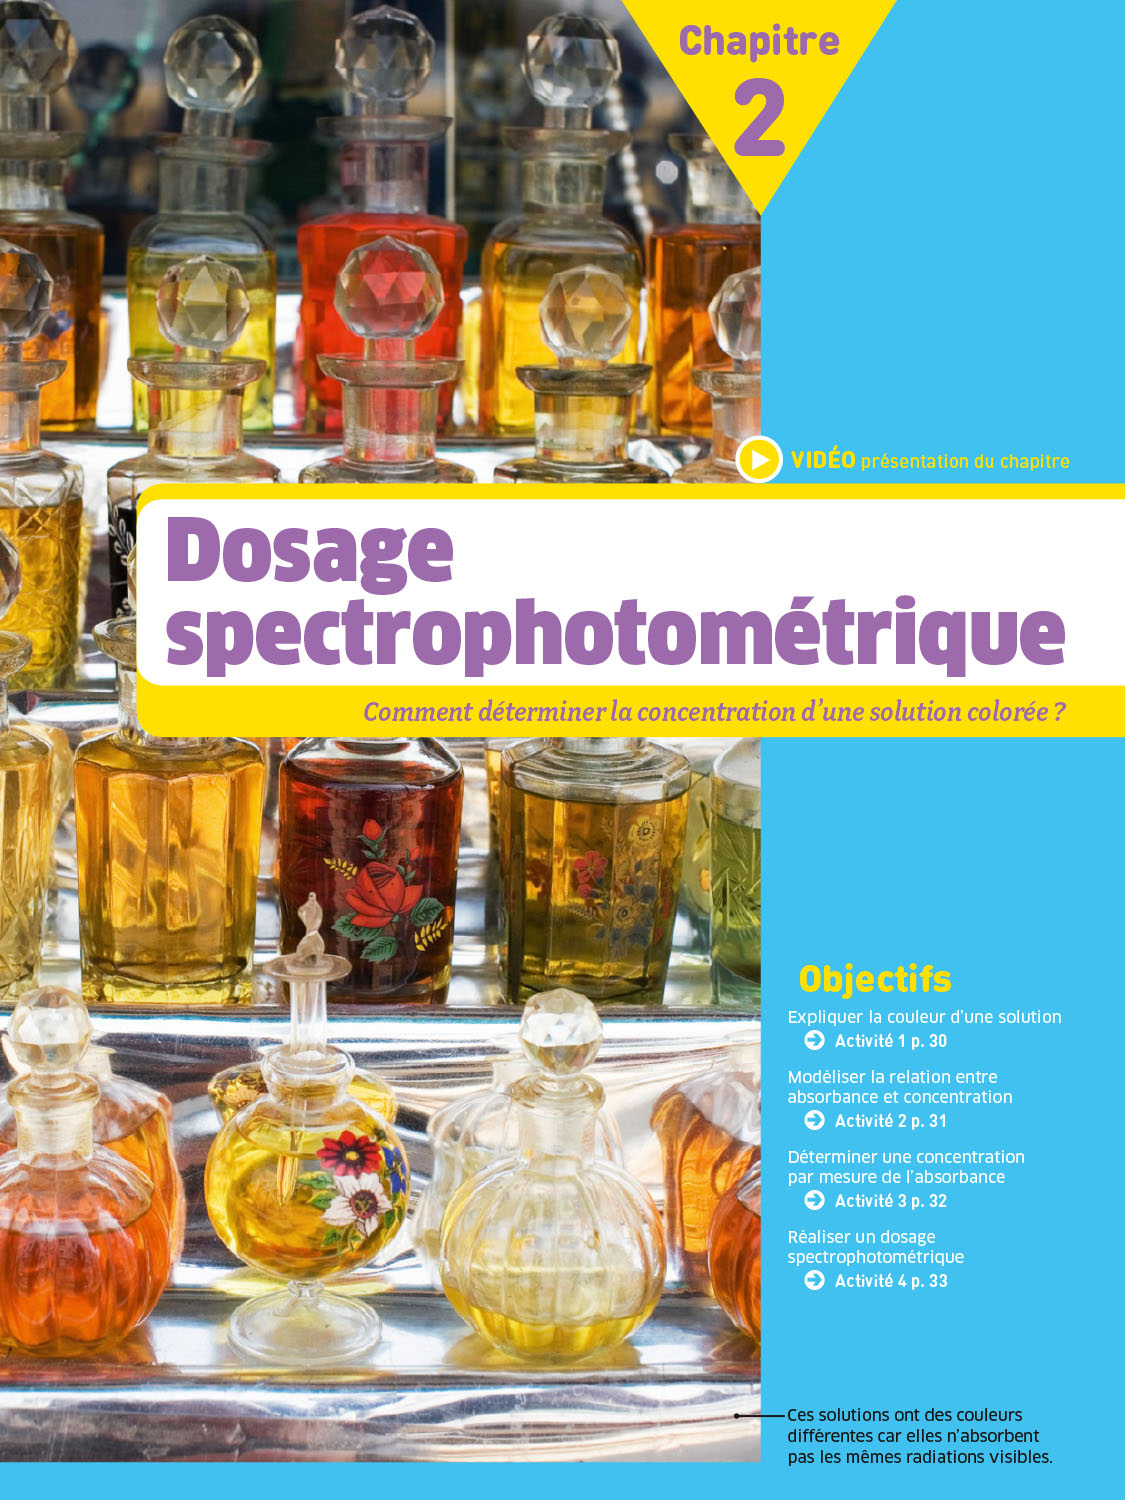 Chapitre
2
VIDÉO présentation du chapitre
Dosage
spectrophotométrique
Comment déterminer la concentration d'une solution colorée ?
Objectifs
Expliquer la couleur d'une solution
Activité 1 p. 30
Modéliser la relation entre
absorbance et concentration
Activité 2 p. 31
Déterminer une concentration
par mesure de l'absorbance
Activité 3 p. 32
Réaliser un dosage
spectrophotométrique
Activité 4 p. 33
Ces solutions ont des couleurs
différentes car elles n'absorbent
pas les mêmes radiations visibles.